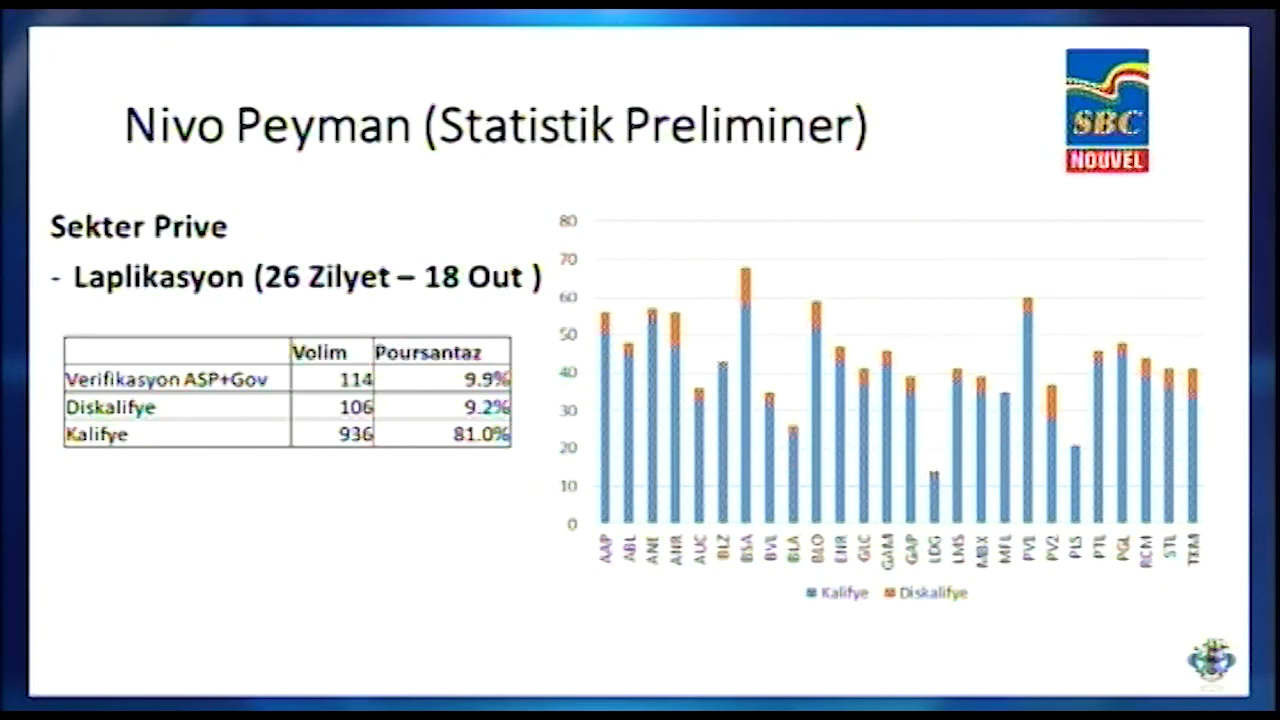 Nivo Peyman (Statistik Preliminer)
SBC
NOUVEL
Sekter Prive
- Laplikasyon (26 Zilyet – 18 Out )
Volim Poursantaz
Verifikasyon ASP+Gov 114 9.9%
Diskalifye 106 9.2%
Kalifye 936 81.0%
80
70
60
50
40
30
20
10
0
AAP ABL ANE ANR AUC BLZ BSA BVL BLA BLO ENR GLC GAM GAP LDG LMS MBX MFL PV1 PV2 PLS PTL PGL RCM STL TKM
Kalifye Diskalifye